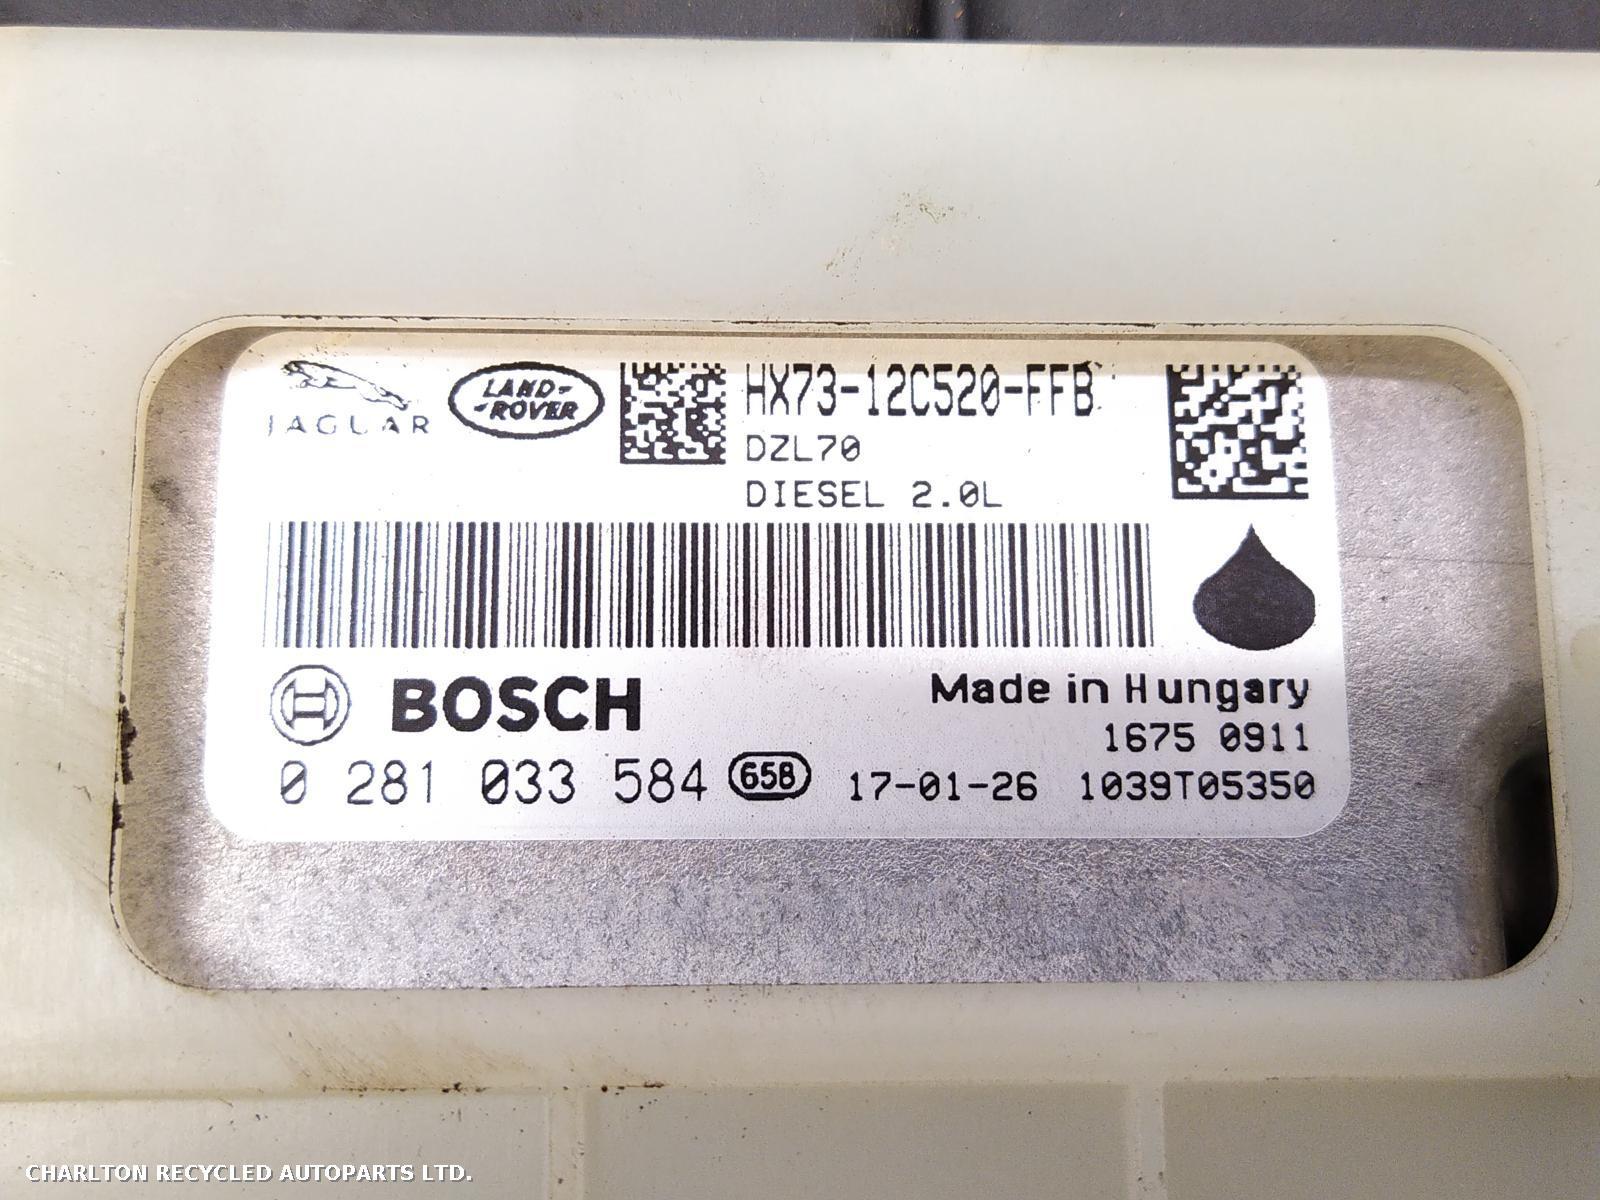 JAGUAR
LAND-
-ROVER
HX73-12C520-FFB
DZL70
DIESEL 2.0L
BOSCH
Made in Hungary
1675 0911
0 281 033 584 65B 17-01-26 1039T05350
CHARLTON RECYCLED AUTOPARTS LTD.